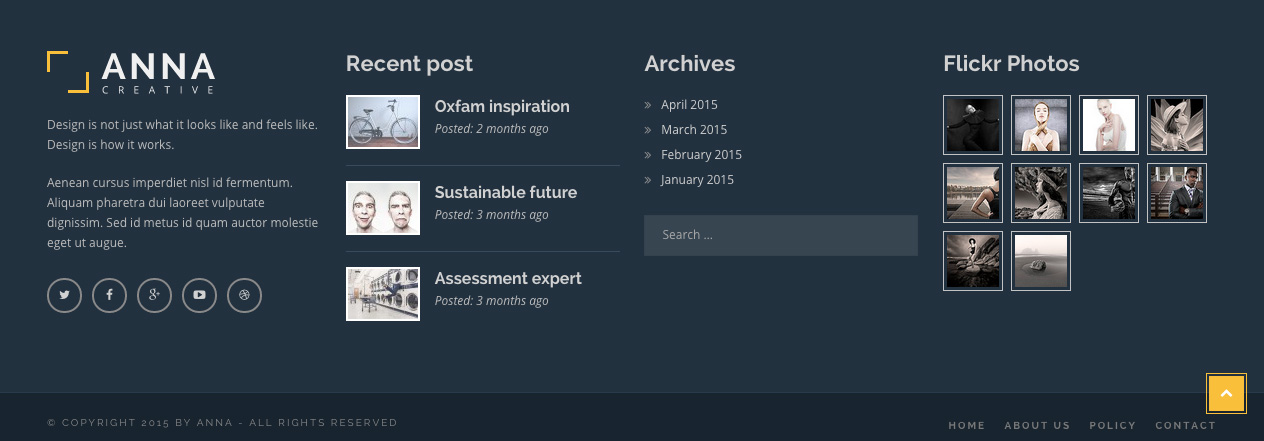 ANNA
CREATIVE
Design is not just what it looks like and feels like.
Design is how it works.
Aenean cursus imperdiet nisl id fermentum.
Aliquam pharetra dui laoreet vulputate
dignissim. Sed id metus id quam auctor molestie
eget ut augue.
Recent post
Oxfam inspiration
Posted: 2 months ago
Sustainable future
Posted: 3 months ago
Assessment expert
Posted: 3 months ago
Archives
» April 2015
» March 2015
» February 2015
» January 2015
Search ...
Flickr Photos
© COPYRIGHT 2015 BY ANNA - ALL RIGHTS RESERVED
HOME ABOUT US POLICY CONTACT